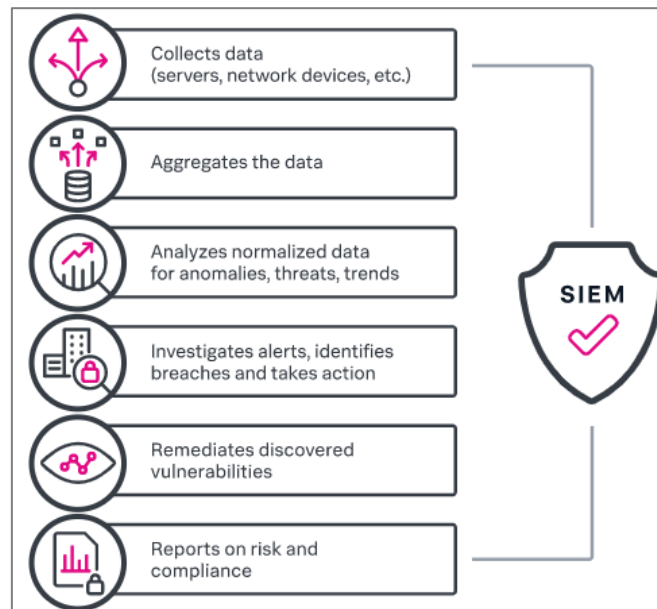 Collects data
(servers, network devices, etc.)
Aggregates the data
Analyzes normalized data
for anomalies, threats, trends
SIEM
Investigates alerts, identifies
breaches and takes action
Remediates discovered
vulnerabilities
Reports on risk and
compliance